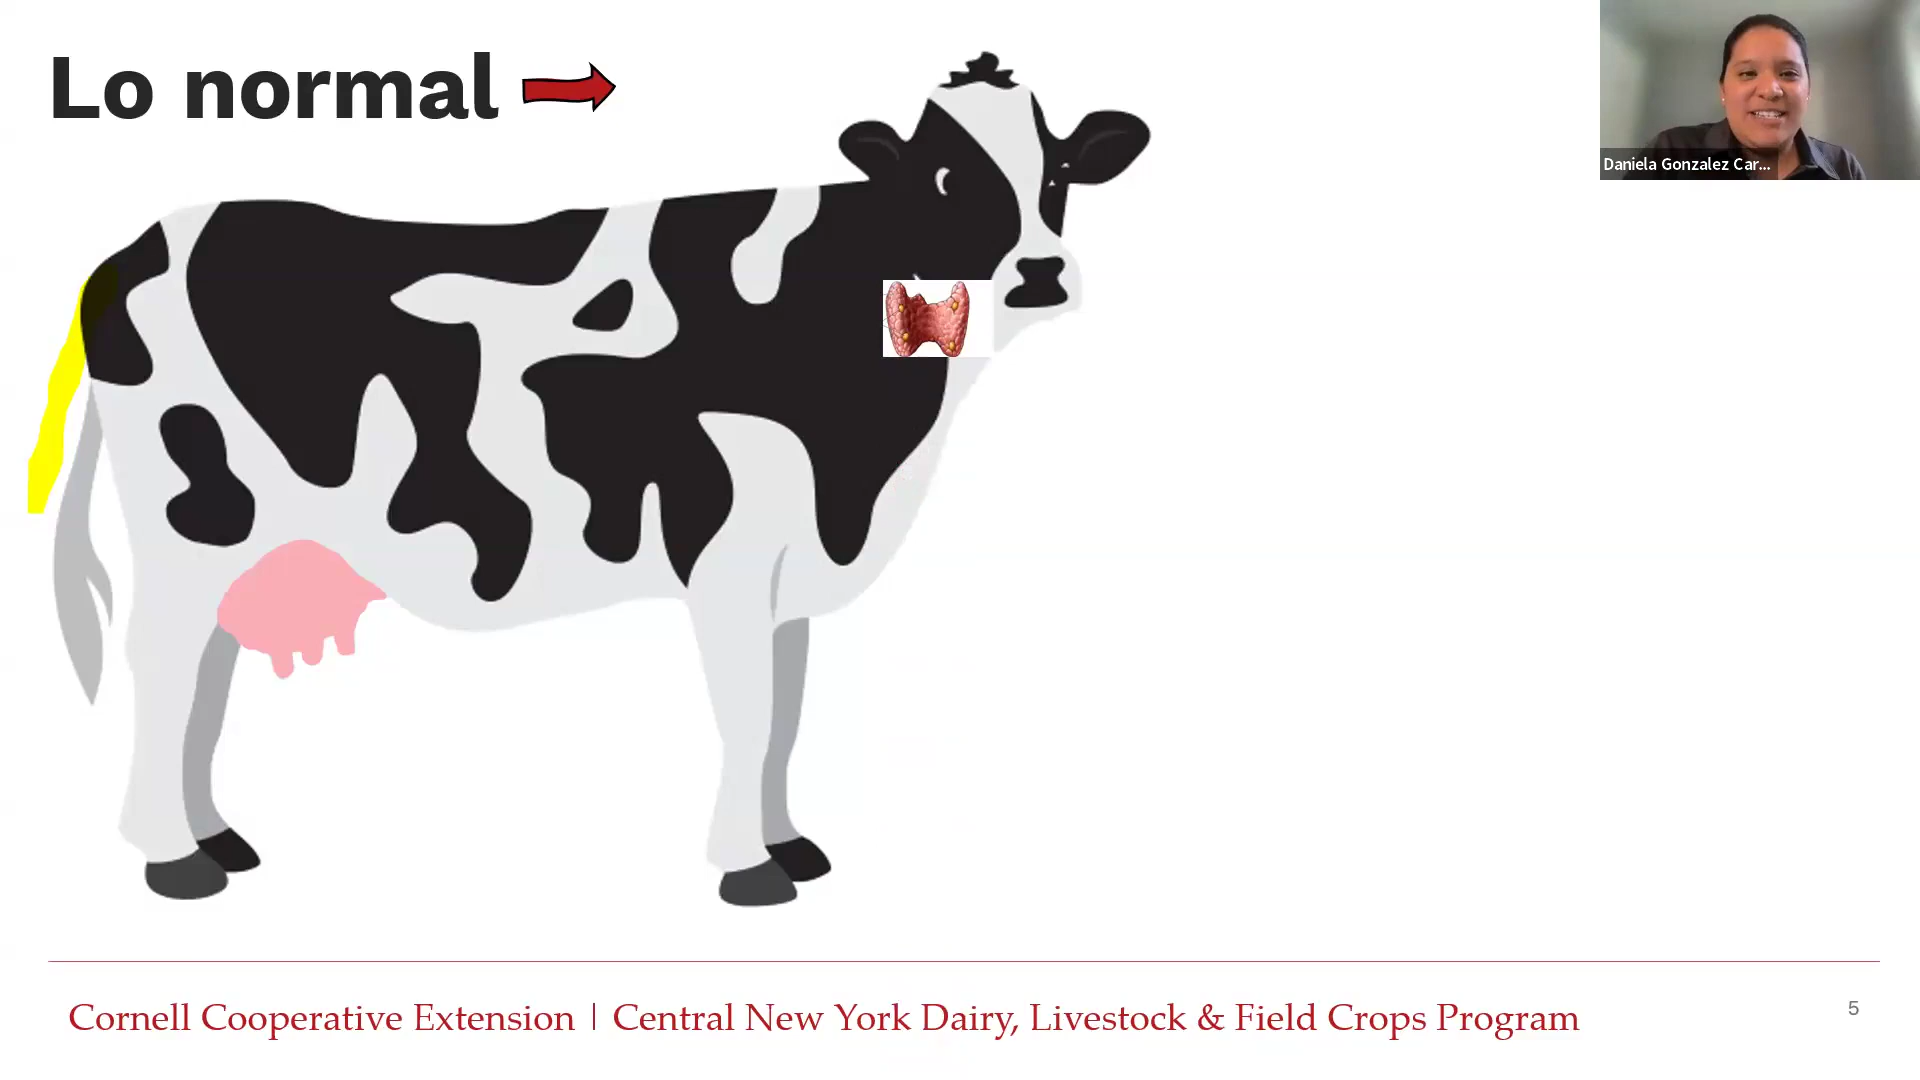 Lo normal
Daniela Gonzalez Car...
Cornell Cooperative Extension | Central New York Dairy, Livestock & Field Crops Program
5